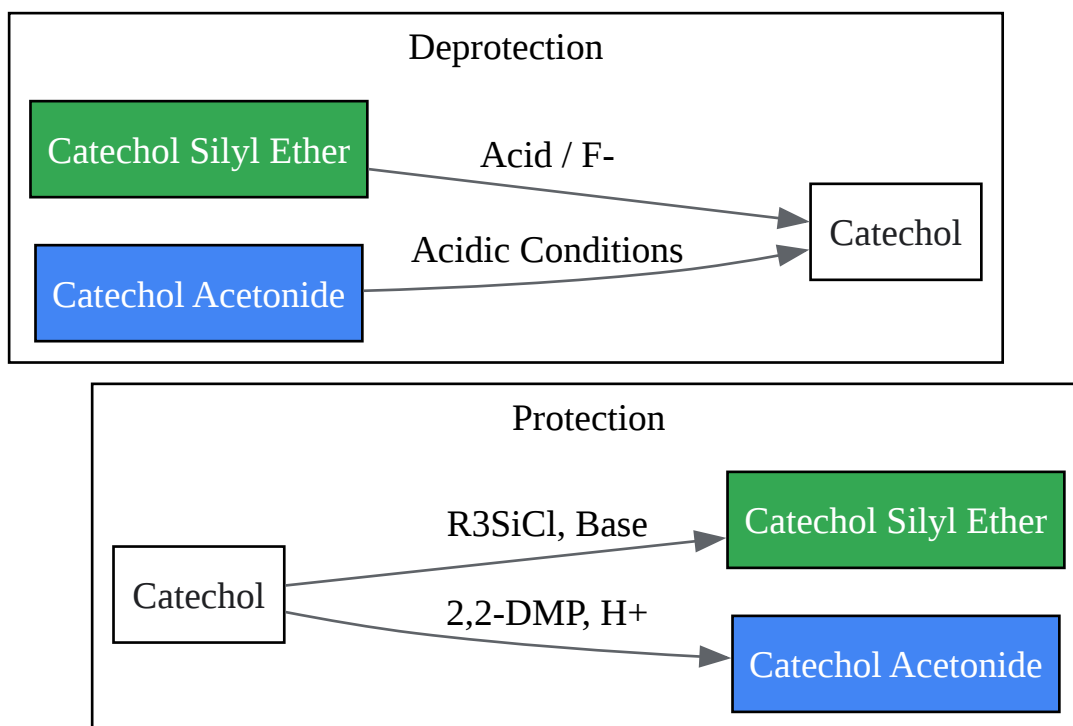 Deprotection
Catechol Silyl Ether
Acid / F-
Catechol
Catechol Acetonide
Acidic Conditions
Protection
Catechol
R3SiCl, Base
Catechol Silyl Ether
2,2-DMP, H+
Catechol Acetonide